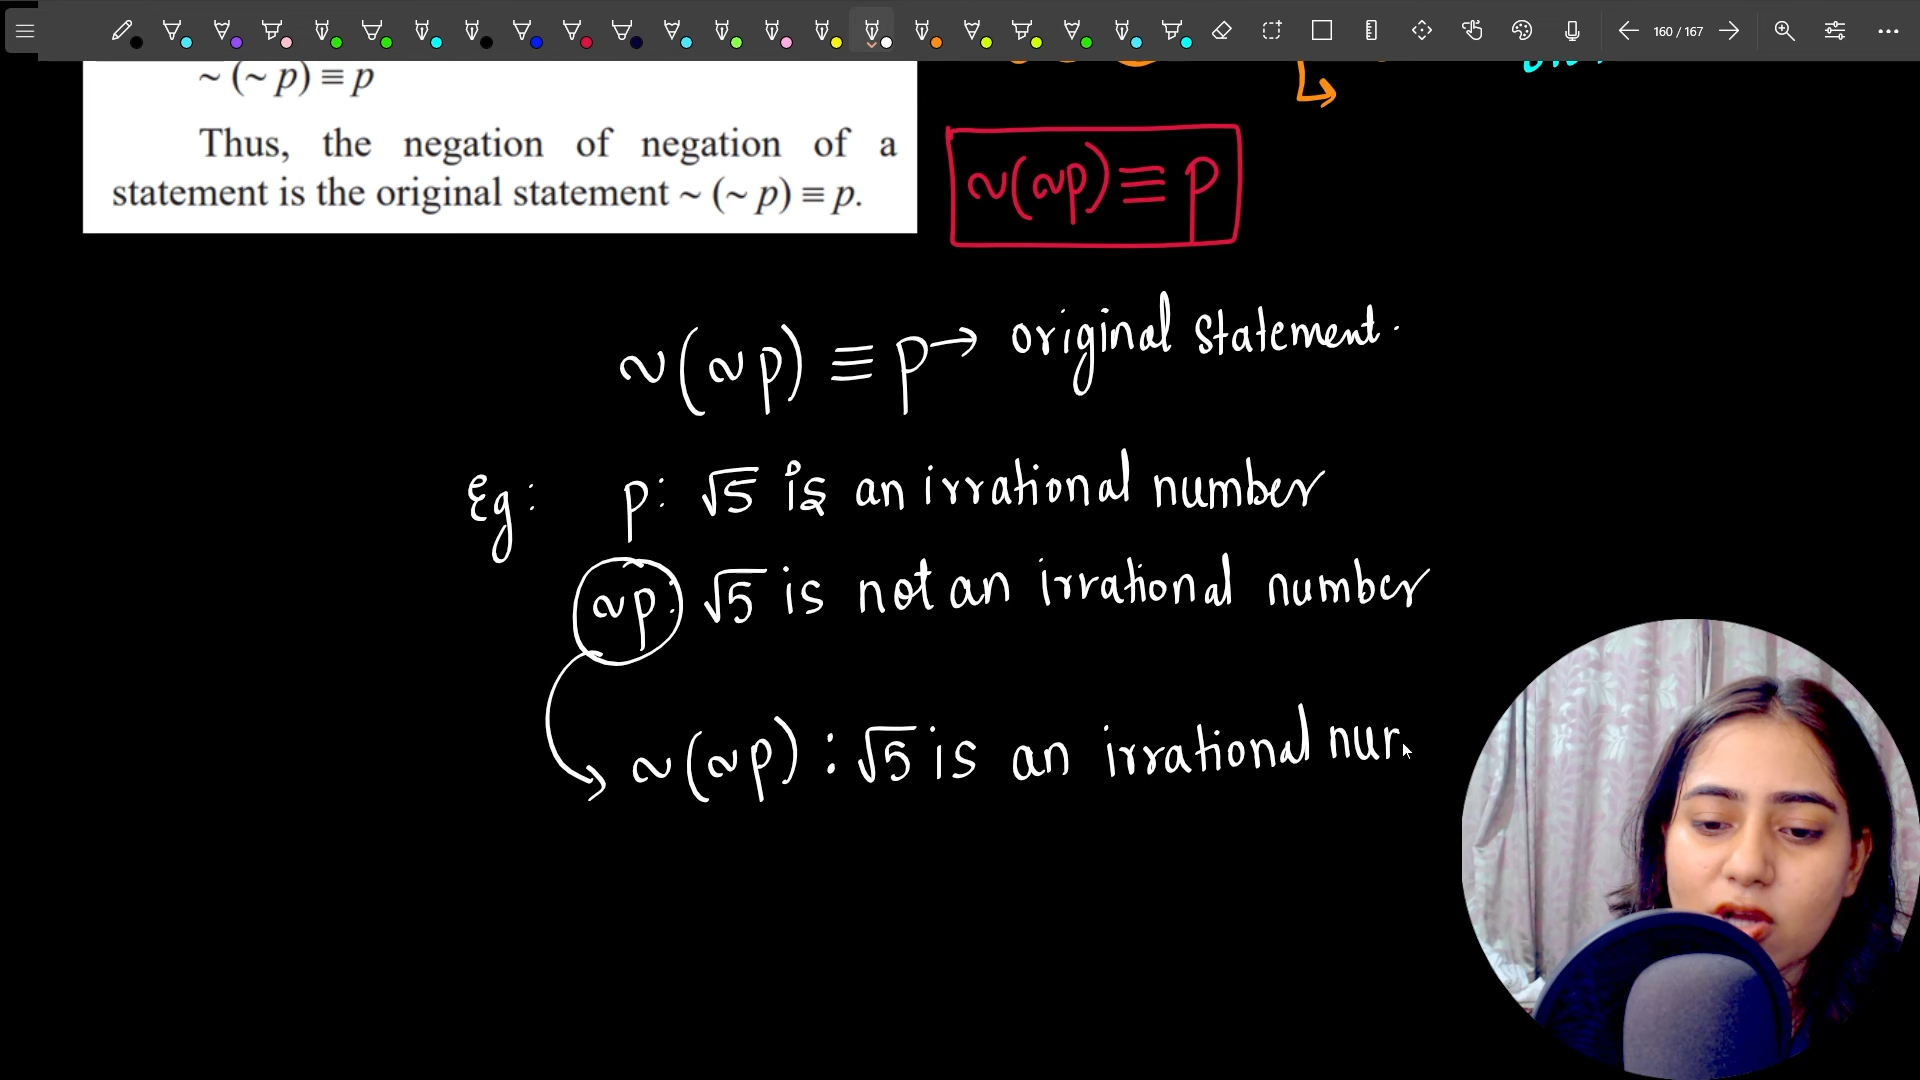 160 / 167
~ (~ p) ≡ p
Thus, the negation of negation of a
statement is the original statement ~ (~ p) ≡ p.
~(~p) ≡ p
~(~p) ≡ p → original statement.
Eg: p: √5 is an irrational number
~p: √5 is not an irrational number
~(~p) : √5 is an irrational nur